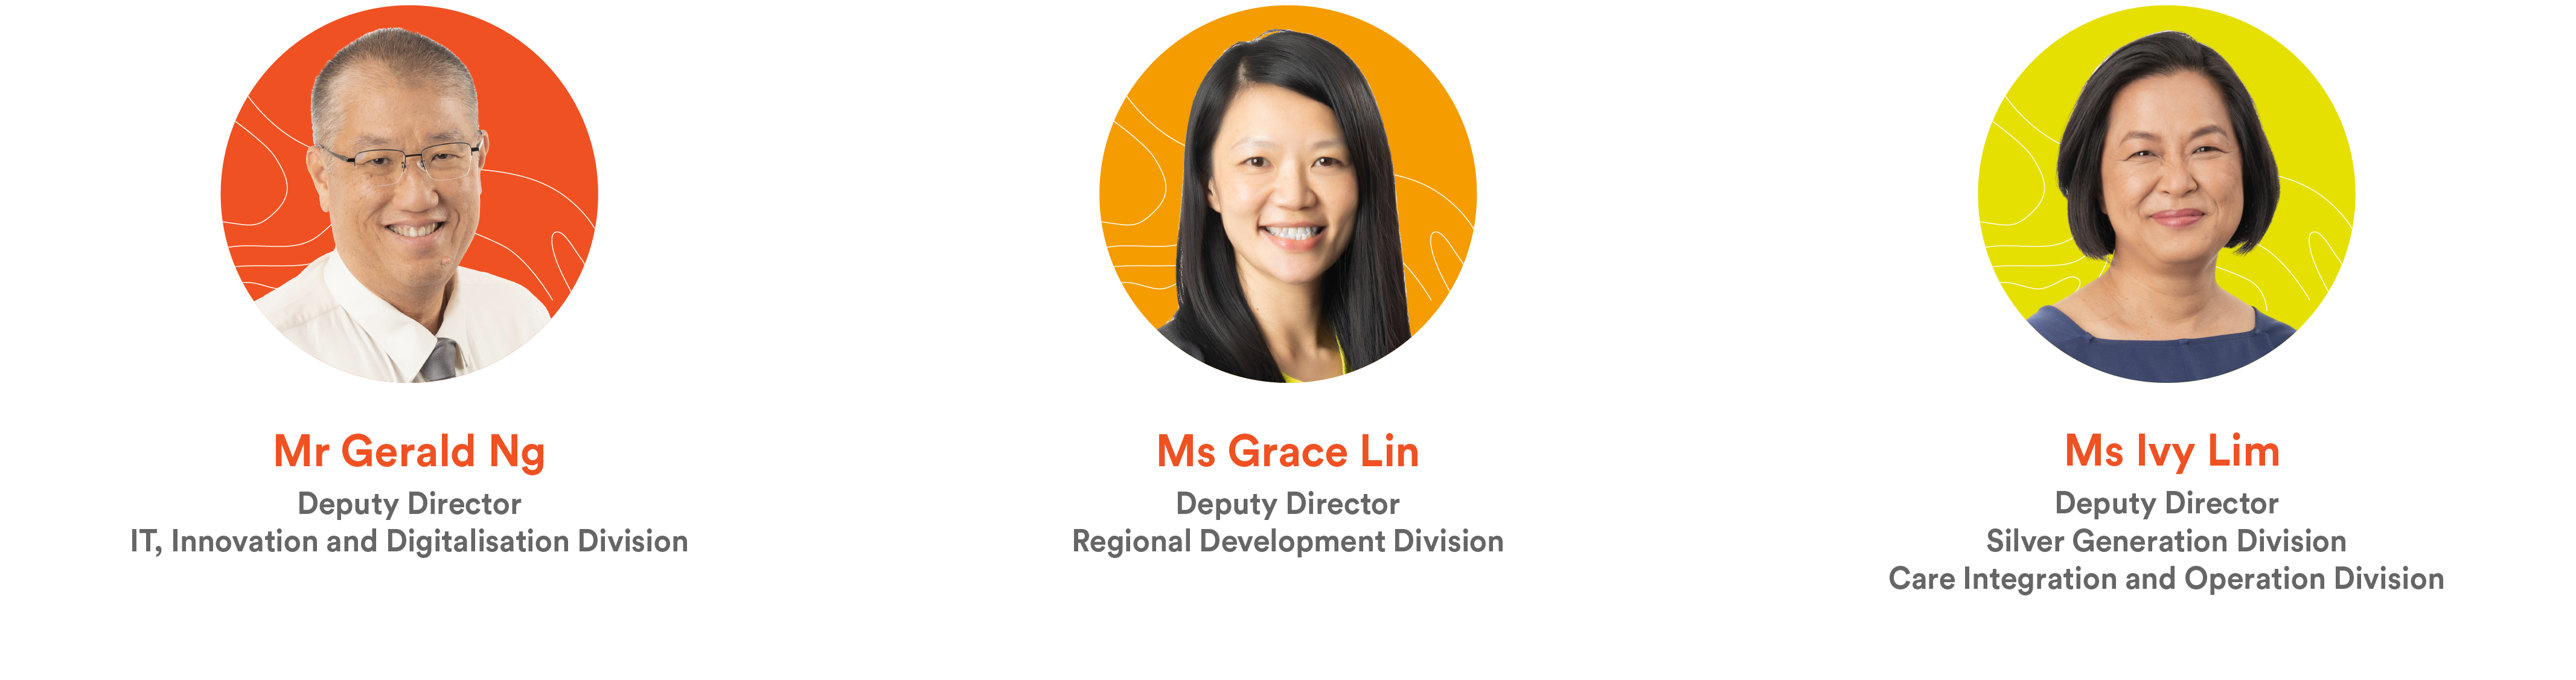 Mr Gerald Ng
Deputy Director
IT, Innovation and Digitalisation Division
Ms Grace Lin
Deputy Director
Regional Development Division
Ms Ivy Lim
Deputy Director
Silver Generation Division
Care Integration and Operation Division